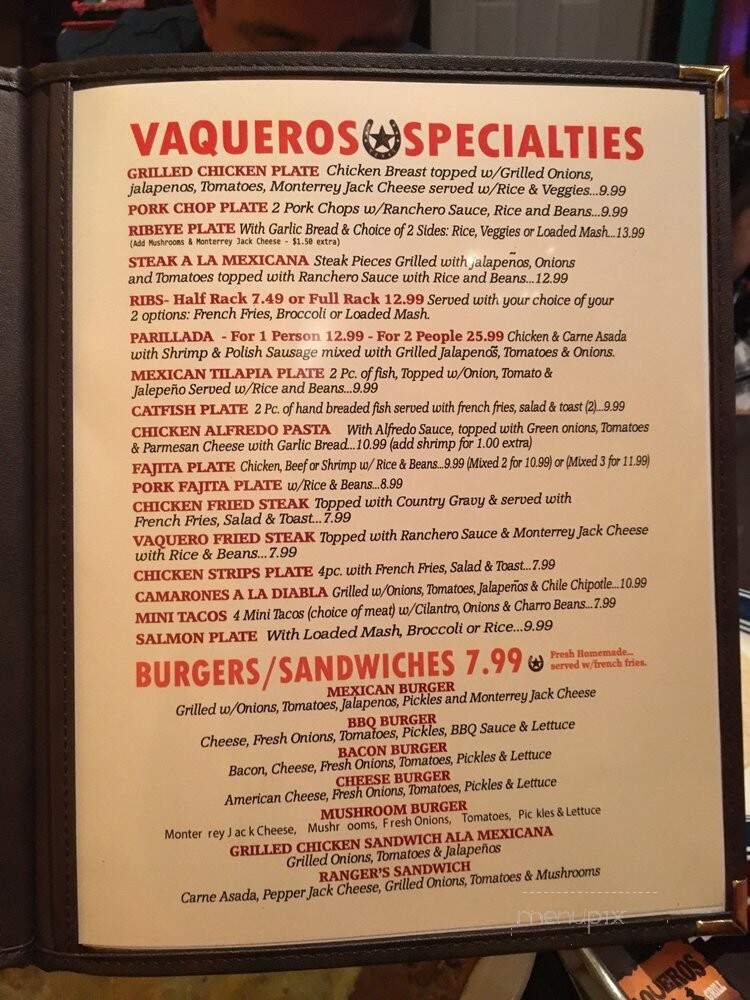 VAQUEROS SPECIALTIES
GRILLED CHICKEN PLATE Chicken Breast topped w/Grilled Onions,
jalapenos, Tomatoes, Monterrey Jack Cheese served w/Rice & Veggies...9.99
PORK CHOP PLATE 2 Pork Chops w/Ranchero Sauce, Rice and Beans...9.99
RIBEYE PLATE With Garlic Bread & Choice of 2 Sides: Rice, Veggies or Loaded Mash...13.99
(Add Mushrooms & Monterrey Jack Cheese - $1.50 extra)
STEAK A LA MEXICANA Steak Pieces Grilled with jalapeños, Onions
and Tomatoes topped with Ranchero Sauce with Rice and Beans...12.99
RIBS- Half Rack 7.49 or Full Rack 12.99 Served with your choice of your
2 options: French Fries, Broccoli or Loaded Mash.
PARILLADA - For 1 Person 12.99 - For 2 People 25.99 Chicken & Carne Asada
with Shrimp & Polish Sausage mixed with Grilled Jalapenos, Tomatoes & Onions.
MEXICAN TILAPIA PLATE 2 Pc. of fish, Topped w/Onion, Tomato &
Jalepeño Served w/Rice and Beans...9.99
CATFISH PLATE 2 pc. of hand breaded fish served with french fries, salad & toast (2)...9.99
CHICKEN ALFREDO PASTA With Alfredo Sauce, topped with Green onions, Tomatoes
& Parmesan Cheese with Garlic Bread...10.99 (add shrimp for 1.00 extra)
FAJITA PLATE Chicken, Beef or Shrimp w/ Rice & Beans...9.99 (Mixed 2 for 10.99) or (Mixed 3 for 11.99)
PORK FAJITA PLATE w/Rice & Beans...8.99
CHICKEN FRIED STEAK Topped with Country Gravy & served with
French Fries, Salad & Toast...7.99
VAQUERO FRIED STEAK Topped with Ranchero Sauce & Monterrey Jack Cheese
with Rice & Beans...7.99
CHICKEN STRIPS PLATE 4pc. with French Fries, Salad & Toast...7.99
CAMARONES A LA DIABLA Grilled w/Onions, Tomatoes, Jalapeños & Chile Chipotle...10.99
MINI TACOS 4 Mini Tacos (choice of meat) w/Cilantro, Onions & Charro Beans...7.99
SALMON PLATE With Loaded Mash, Broccoli or Rice...9.99
BURGERS/SANDWICHES 7.99 Fresh Homemade...
served w/french fries.
MEXICAN BURGER
Grilled w/Onions, Tomatoes, Jalapenos, Pickles and Monterrey Jack Cheese
BBQ BURGER
Cheese, Fresh Onions, Tomatoes, Pickles, BBQ Sauce & Lettuce
BACON BURGER
Bacon, Cheese, Fresh Onions, Tomatoes, Pickles & Lettuce
CHEESE BURGER
American Cheese, Fresh Onions, Tomatoes, Pickles & Lettuce
MUSHROOM BURGER
Monter rey J ac k Cheese, Mushr ooms, F resh Onions, Tomatoes, Pic kles & Lettuce
GRILLED CHICKEN SANDWICH ALA MEXICANA
Grilled Onions, Tomatoes & Jalapeños
RANGER'S SANDWICH
Carne Asada, Pepper Jack Cheese, Grilled Onions, Tomatoes & Mushrooms
menupix
GRILL